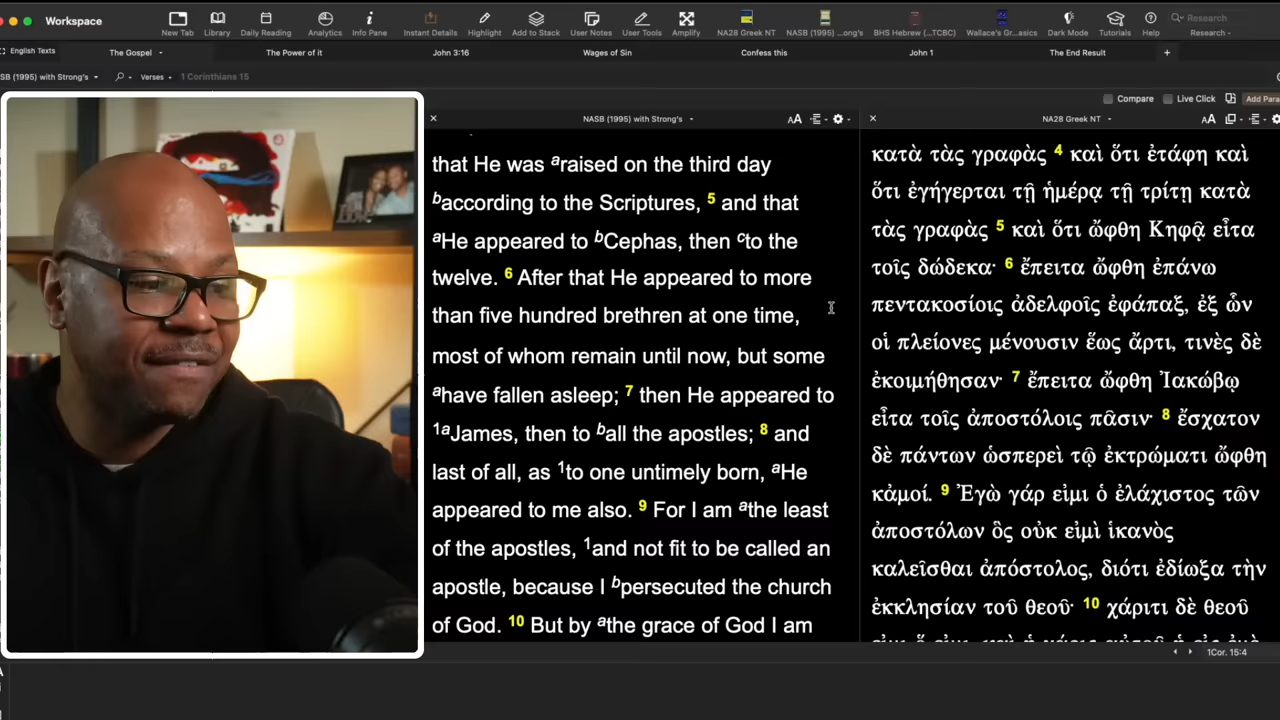 Workspace
New Tab
Library
Daily Reading
Analytics
Info Pane
Instant Details
Highlight
Add to Stack
User Notes
User Tools
Amplify
NA28 Greek NT
NASB (1995) ...ong's
BHS Hebrew (...TCBC)
Wallace's Gr...asics
Dark Mode
Tutorials
Help
Research
Research
English Texts
The Gospel
The Power of it
John 3:16
Wages of Sin
Confess this
John 1
The End Result
+
SB (1995) with Strong's
Verses
1 Corinthians 15
Compare
Live Click
Add Para
NASB (1995) with Strong's
that He was ᵃraised on the third day
ᵇaccording to the Scriptures, 5 and that
ᵃHe appeared to ᵇCephas, then ᶜto the
twelve. 6 After that He appeared to more
than five hundred brethren at one time,
most of whom remain until now, but some
ᵃhave fallen asleep; 7 then He appeared to
¹ᵃJames, then to ᵇall the apostles; 8 and
last of all, as ¹to one untimely born, ᵃHe
appeared to me also. 9 For I am ᵃthe least
of the apostles, ¹and not fit to be called an
apostle, because I ᵇpersecuted the church
of God. 10 But by ᵃthe grace of God I am
NA28 Greek NT
κατὰ τὰς γραφὰς 4 καὶ ὅτι ἐτάφη καὶ
ὅτι ἐγήγερται τῇ ἡμέρᾳ τῇ τρίτῃ κατὰ
τὰς γραφὰς 5 καὶ ὅτι ὤφθη Κηφᾷ εἶτα
τοῖς δώδεκα· 6 ἔπειτα ὤφθη ἐπάνω
πεντακοσίοις ἀδελφοῖς ἐφάπαξ, ἐξ ὧν
οἱ πλείονες μένουσιν ἕως ἄρτι, τινὲς δὲ
ἐκοιμήθησαν· 7 ἔπειτα ὤφθη Ἰακώβῳ
εἶτα τοῖς ἀποστόλοις πᾶσιν· 8 ἔσχατον
δὲ πάντων ὡσπερεὶ τῷ ἐκτρώματι ὤφθη
κἀμοί. 9 Ἐγὼ γάρ εἰμι ὁ ἐλάχιστος τῶν
ἀποστόλων ὃς οὐκ εἰμὶ ἱκανὸς
καλεῖσθαι ἀπόστολος, διότι ἐδίωξα τὴν
ἐκκλησίαν τοῦ θεοῦ· 10 χάριτι δὲ θεοῦ
1Cor. 15:4